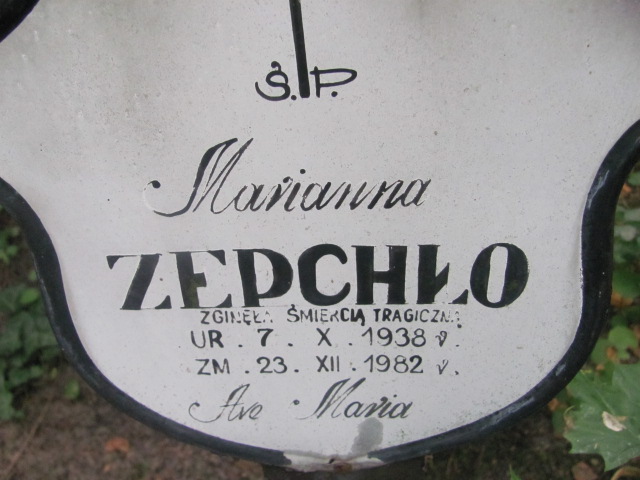 Ś.P.
Marianna
ZEPCHŁO
ZGINĘŁA ŚMIERCIĄ TRAGICZNĄ
UR. 7. X 1938 r.
ZM. 23. XII. 1982 r.
Ave Maria